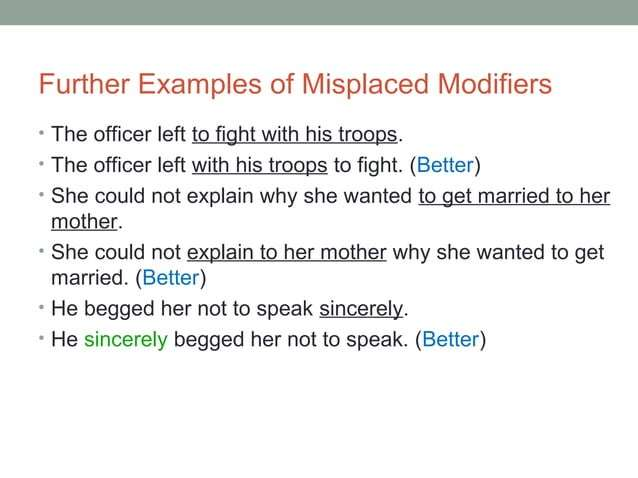 Further Examples of Misplaced Modifiers
• The officer left to fight with his troops.
• The officer left with his troops to fight. (Better)
• She could not explain why she wanted to get married to her
mother.
• She could not explain to her mother why she wanted to get
married. (Better)
• He begged her not to speak sincerely.
• He sincerely begged her not to speak. (Better)